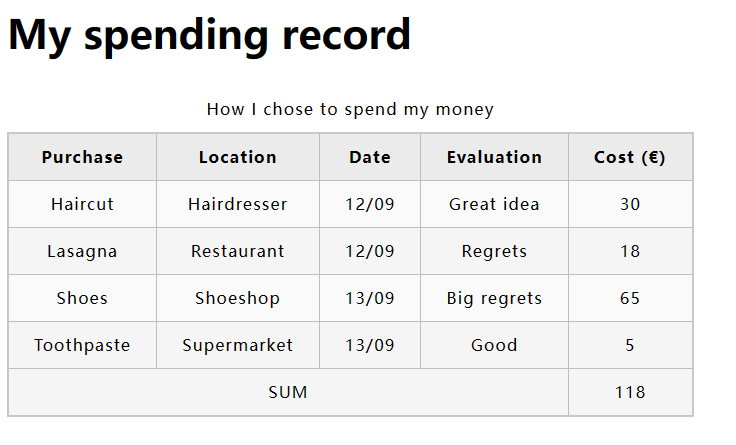 My spending record
How I chose to spend my money
Purchase Location Date Evaluation Cost (€)
Haircut Hairdresser 12/09 Great idea 30
Lasagna Restaurant 12/09 Regrets 18
Shoes Shoeshop 13/09 Big regrets 65
Toothpaste Supermarket 13/09 Good 5
SUM 118